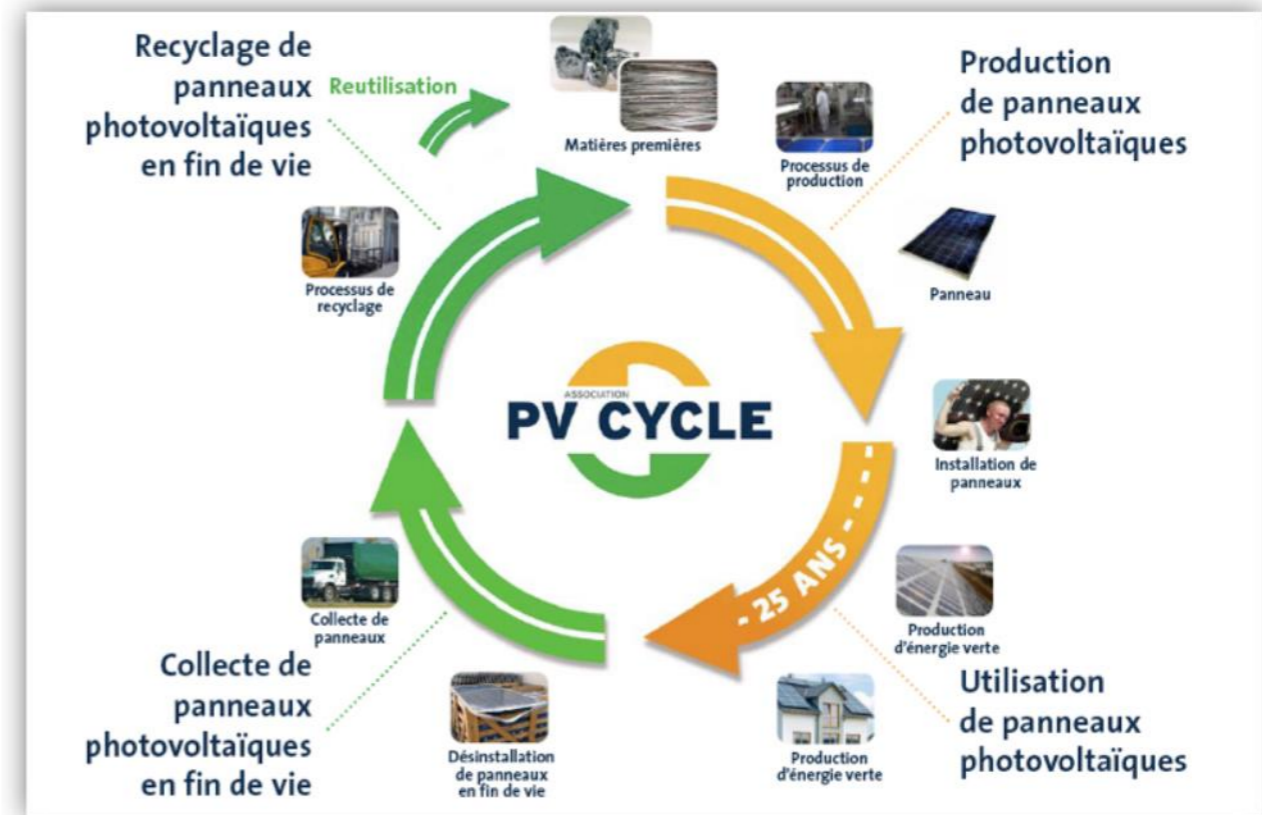 Recyclage de
panneaux
photovoltaïques
en fin de vie
Reutilisation
Matières premières
Processus de
production
Production
de panneaux
photovoltaïques
Panneau
Processus de
recyclage
ASSOCIATION
PV CYCLE
Installation de
panneaux
- 25 ANS - - - -
Production
d'énergie verte
Utilisation
de panneaux
photovoltaïques
Production
d'énergie verte
Désinstallation
de panneaux
en fin de vie
Collecte de
panneaux
Collecte de
panneaux
photovoltaïques
en fin de vie